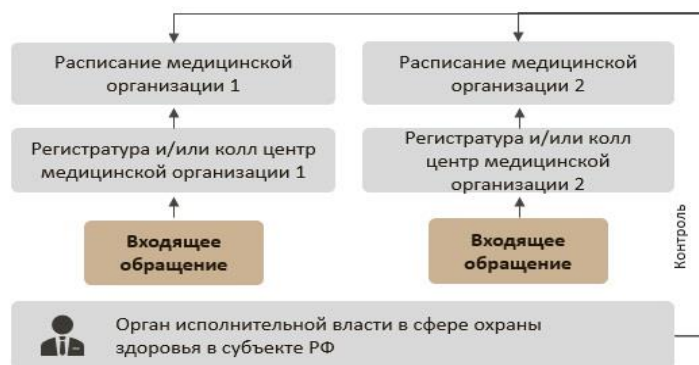 Расписание медицинской
организации 1
Расписание медицинской
организации 2
Регистратура и/или колл центр
медицинской организации 1
Регистратура и/или колл
центр медицинской
организации 2
Входящее
обращение
Входящее
обращение
Контроль
Орган исполнительной власти в сфере охраны
здоровья в субъекте РФ